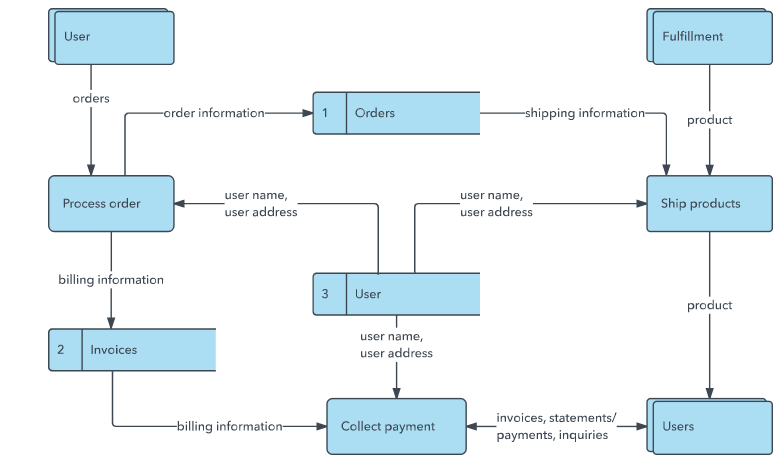 User
Fulfillment
orders
order information
1
Orders
shipping information
product
Process order
user name,
user address
user name,
user address
Ship products
billing information
3
User
product
2
Invoices
user name,
user address
billing information
Collect payment
invoices, statements/
payments, inquiries
Users